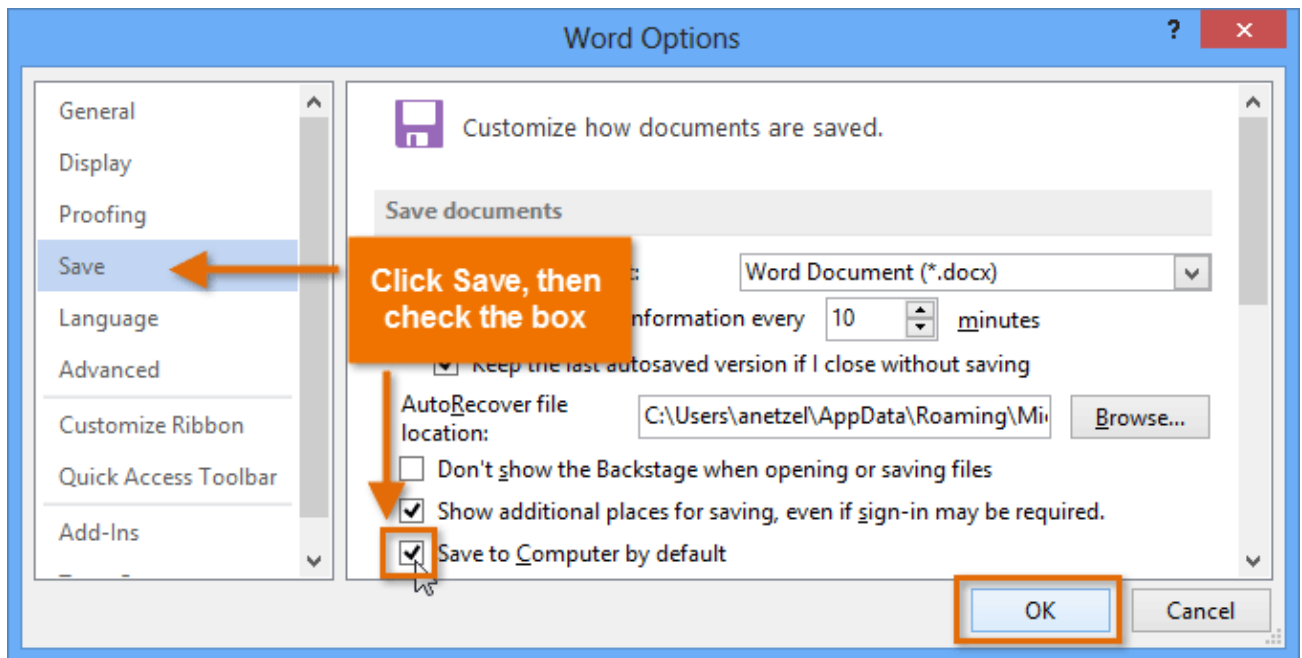 Word Options
?
General
Display
Proofing
Save
Language
Advanced
Customize Ribbon
Quick Access Toolbar
Add-Ins
Customize how documents are saved.
Save documents
Click Save, then
check the box
Word Document (*.docx)
nformation every 10 minutes
Keep the last autosaved version if I close without saving
AutoRecover file
location:
C:\Users\anetzel\AppData\Roaming\Mi
Browse...
Don't show the Backstage when opening or saving files
Show additional places for saving, even if sign-in may be required.
Save to Computer by default
OK
Cancel